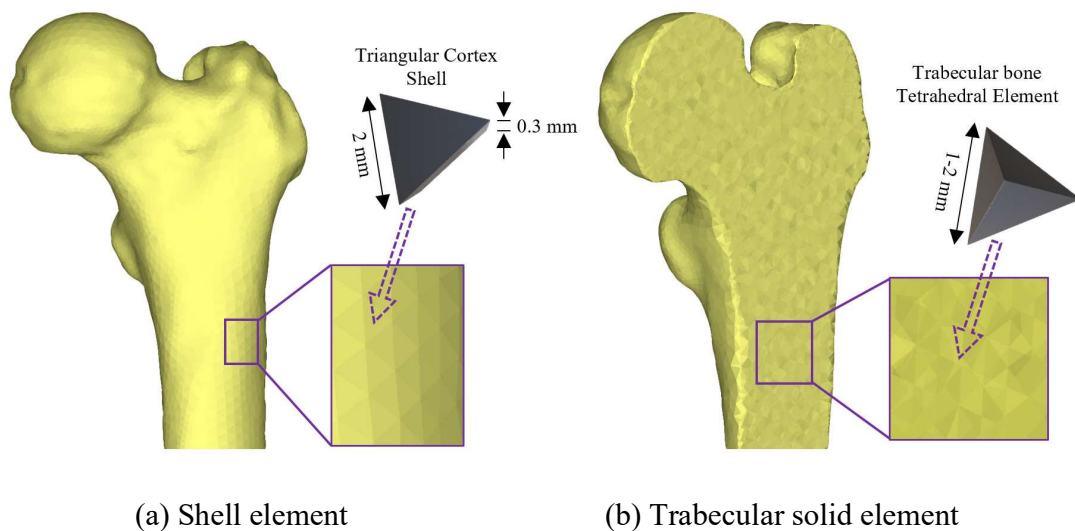 Triangular Cortex
Shell
2 mm
0.3 mm
Trabecular bone
Tetrahedral Element
1-2 mm
(a) Shell element
(b) Trabecular solid element